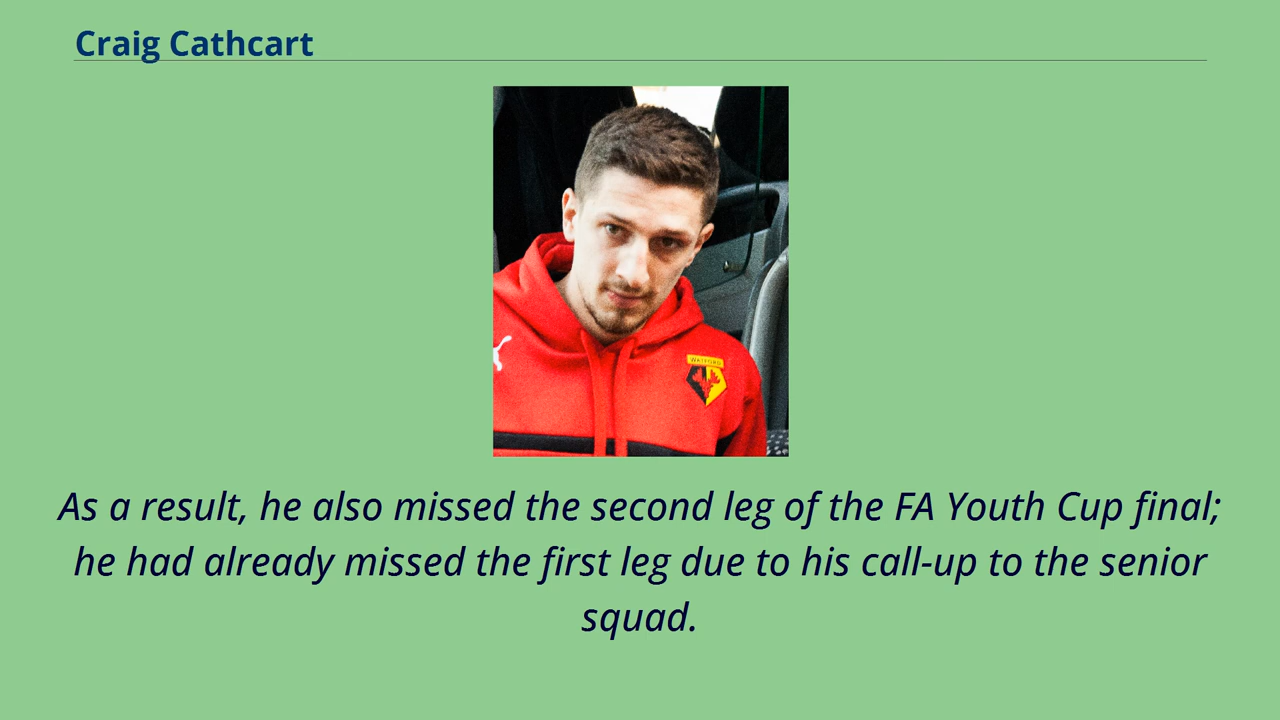 Craig Cathcart
WATFORD
As a result, he also missed the second leg of the FA Youth Cup final;
he had already missed the first leg due to his call-up to the senior
squad.